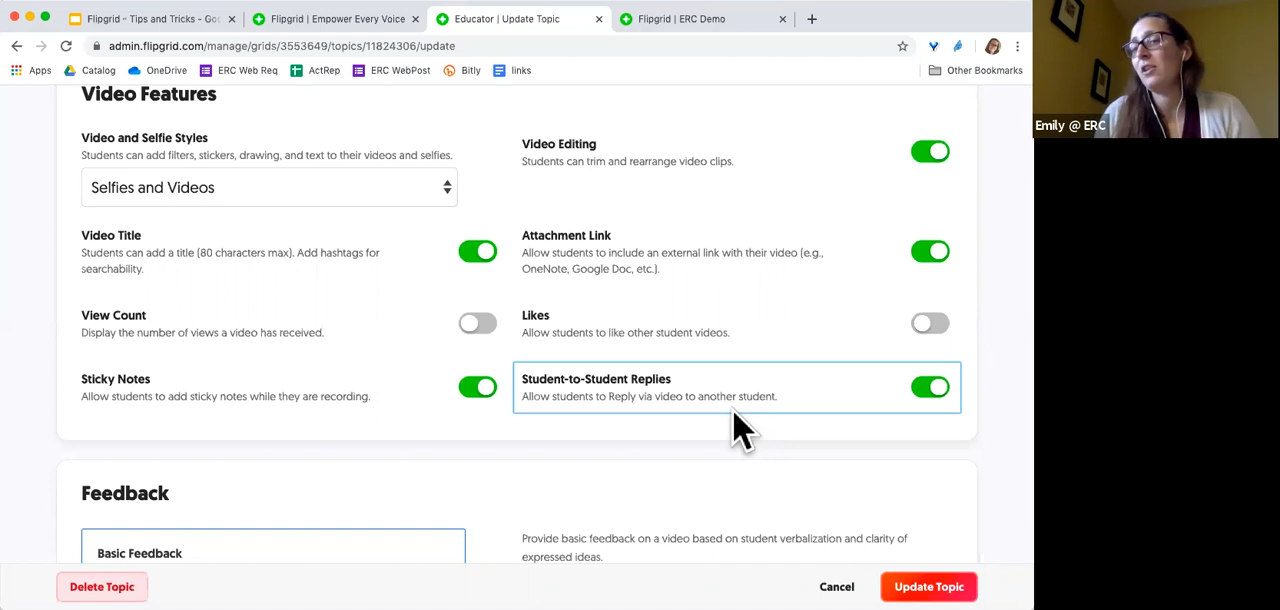 Flipgrid - Tips and Tricks - Goo
Flipgrid | Empower Every Voice
Educator | Update Topic
Flipgrid | ERC Demo
admin.flipgrid.com/manage/grids/3553649/topics/11824306/update
Apps
Catalog
OneDrive
ERC Web Req
ActRep
ERC WebPost
Bitly
links
Other Bookmarks
Emily @ ERC
Video Features
Video and Selfie Styles
Students can add filters, stickers, drawing, and text to their videos and selfies.
Selfies and Videos
Video Editing
Students can trim and rearrange video clips.
Video Title
Students can add a title (80 characters max). Add hashtags for
searchability.
Attachment Link
Allow students to include an external link with their video (e.g.,
OneNote, Google Doc, etc.).
View Count
Display the number of views a video has received.
Likes
Allow students to like other student videos.
Sticky Notes
Allow students to add sticky notes while they are recording.
Student-to-Student Replies
Allow students to Reply via video to another student.
Feedback
Basic Feedback
Provide basic feedback on a video based on student verbalization and clarity of
expressed ideas.
Delete Topic
Cancel
Update Topic